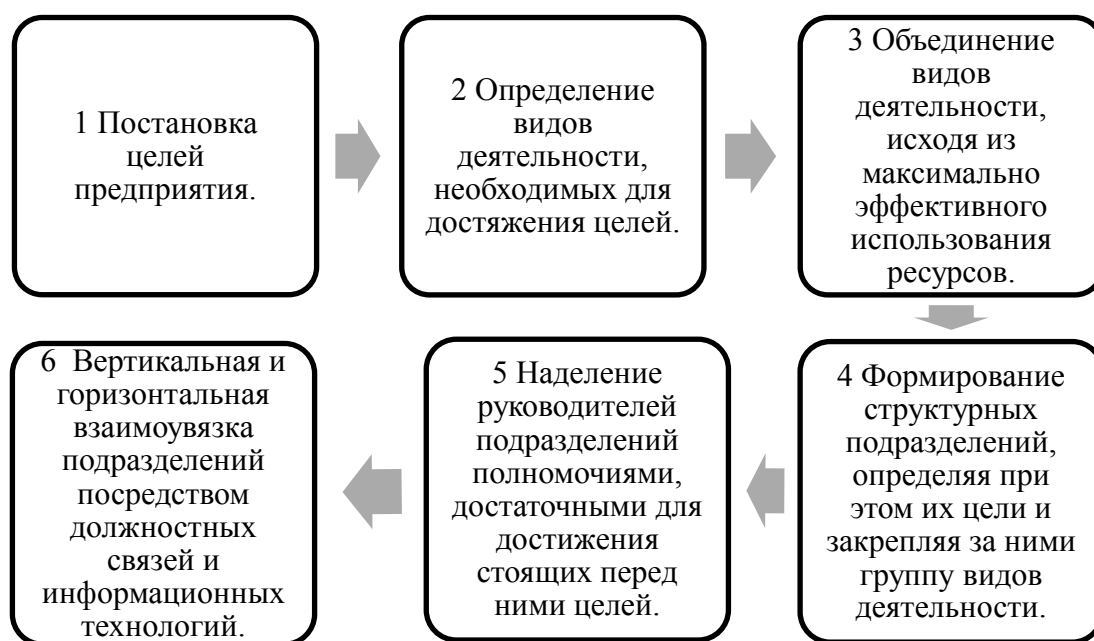 1 Постановка
целей
предприятия.
2 Определение
видов
деятельности,
необходимых для
достяжения целей.
3 Объединение
видов
деятельности,
исходя из
максимально
эффективного
использования
ресурсов.
4 Формирование
структурных
подразделений,
определяя при
этом их цели и
закрепляя за ними
группу видов
деятельности.
5 Наделение
руководителей
подразделений
полномочиями,
достаточными для
достижения
стоящих перед
ними целей.
6  Вертикальная и
горизонтальная
взаимоувязка
подразделений
посредством
должностных
связей и
информационных
технологий.